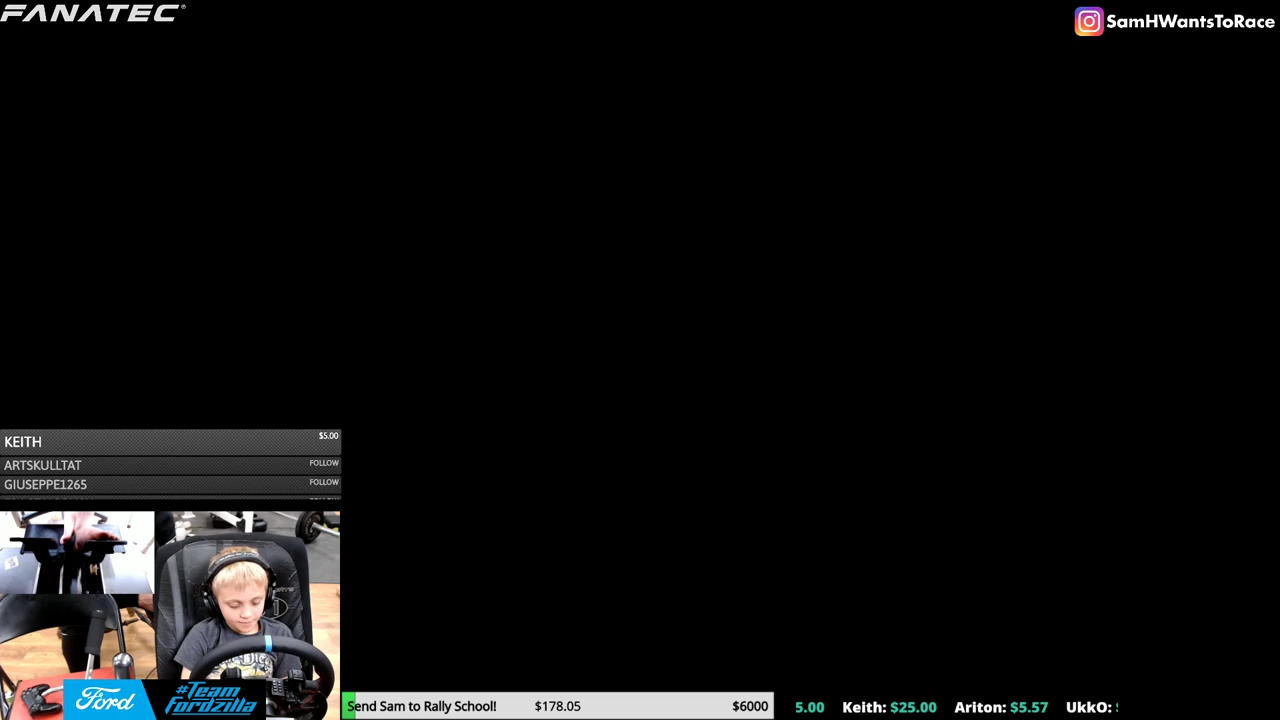 FANATEC
SamHWantsToRace
KEITH $5.00
ARTSKULLTAT FOLLOW
GIUSEPPE1265 FOLLOW
Ford
#Team
Fordzilla
Send Sam to Rally School! $178.05 $6000
5.00 Keith: $25.00 Ariton: $5.57 UkkO: